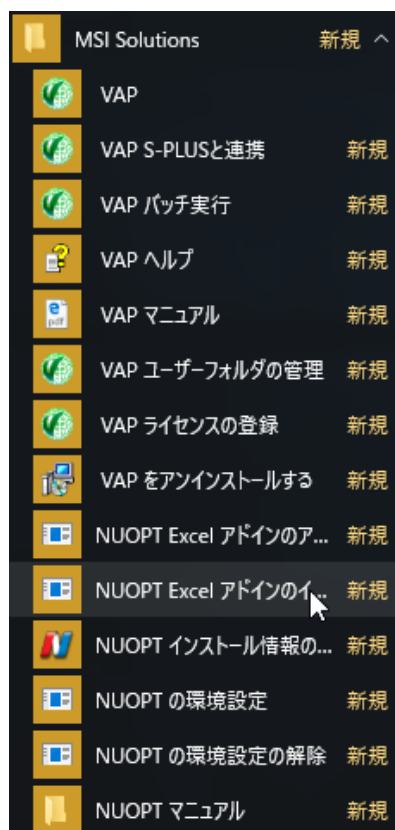 MSI Solutions 新規
VAP
VAP S-PLUSと連携 新規
VAP バッチ実行 新規
VAP ヘルプ 新規
VAP マニュアル 新規
VAP ユーザーフォルダの管理 新規
VAP ライセンスの登録 新規
VAP をアンインストールする 新規
NUOPT Excel アドインのア... 新規
NUOPT Excel アドインのイ... 新規
NUOPT インストール情報の... 新規
NUOPT の環境設定 新規
NUOPT の環境設定の解除 新規
NUOPT マニュアル 新規